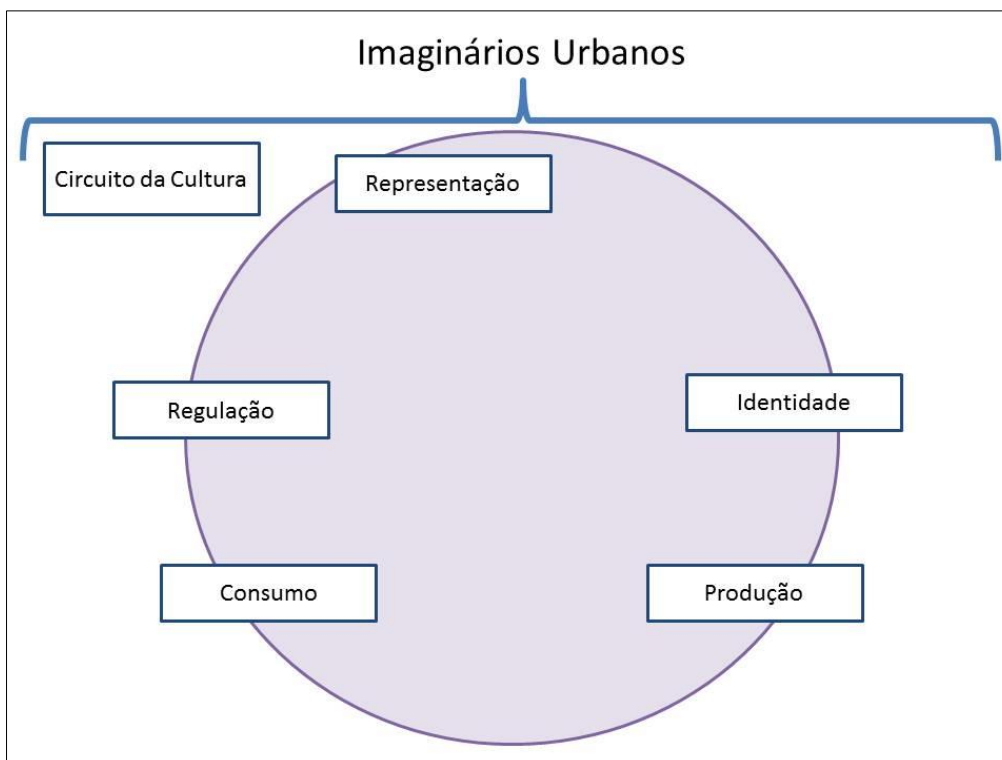 Imaginários Urbanos
Circuito da Cultura
Representação
Regulação
Identidade
Consumo
Produção